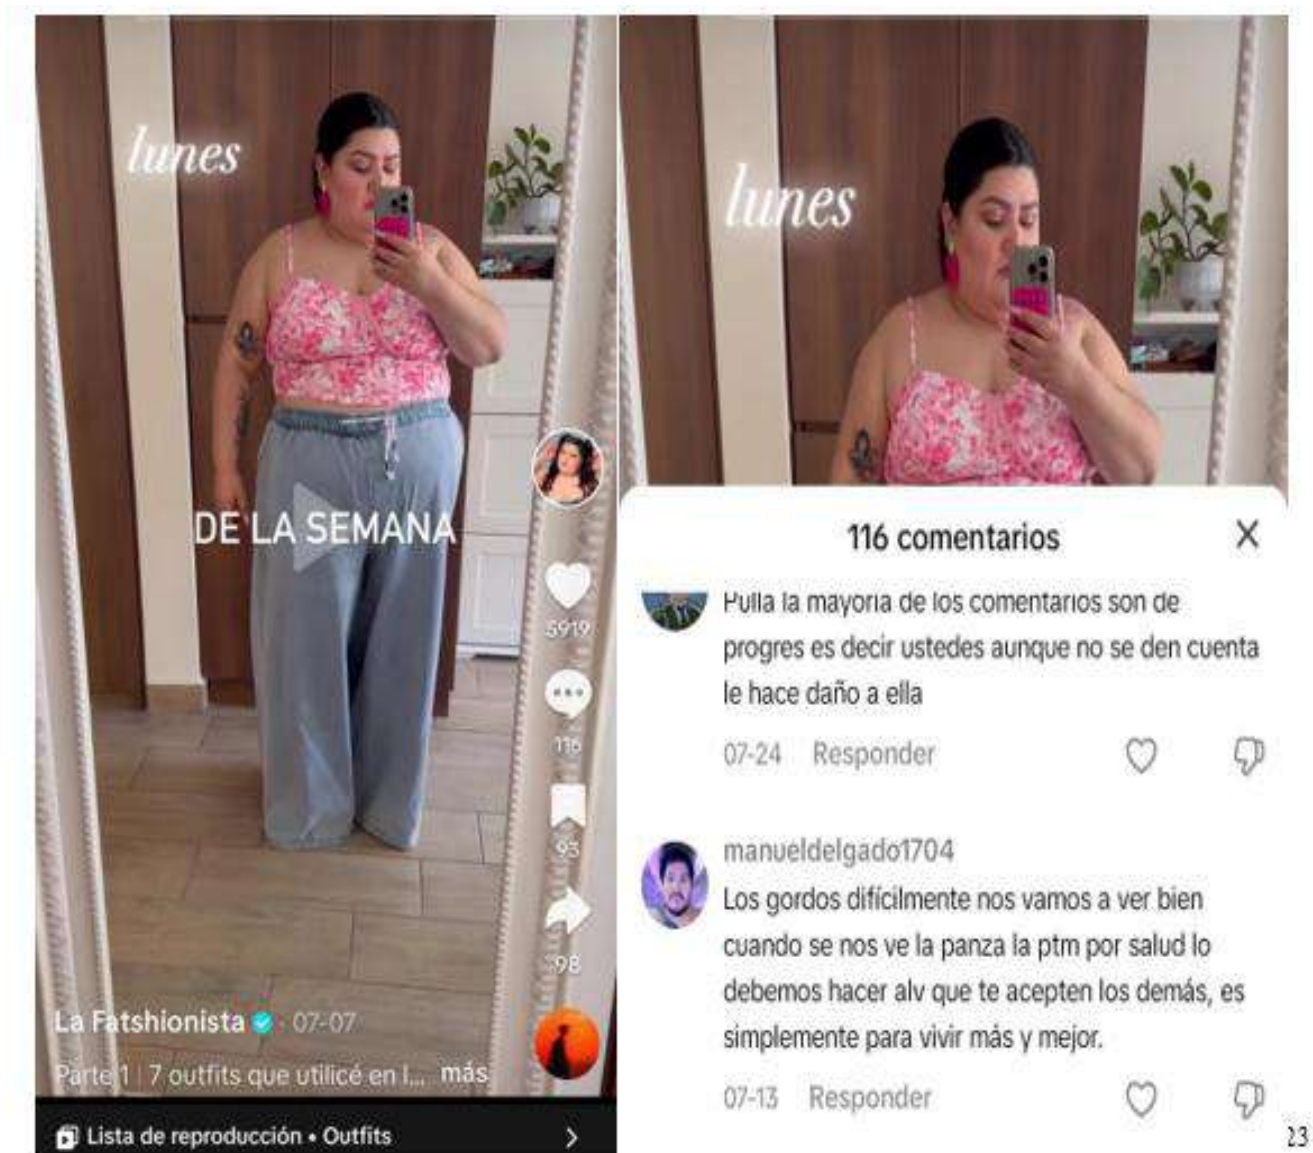 lunes
DE LA SEMANA
5919
116
93
98
La Fatshionista · 07-07
Parte 1 | 7 outfits que utilicé en l... más
Lista de reproducción • Outfits
lunes
116 comentarios
Pulla la mayoria de los comentarios son de
progres es decir ustedes aunque no se den cuenta
le hace daño a ella
07-24 Responder
manueldelgado1704
Los gordos difícilmente nos vamos a ver bien
cuando se nos ve la panza la ptm por salud lo
debemos hacer alv que te acepten los demás, es
simplemente para vivir más y mejor.
07-13 Responder
23